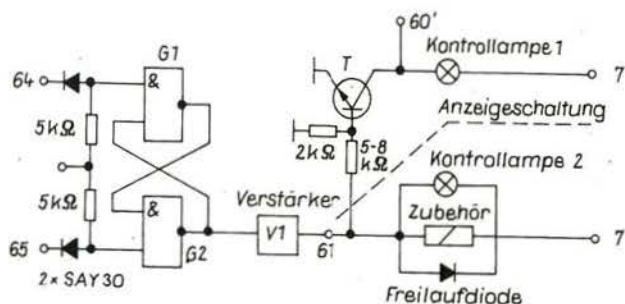 60'
Kontrollampe 1
7
G1
T
64
&
Anzeigeschaltung
5kΩ
2kΩ
5-8
kΩ
Kontrollampe 2
5kΩ
Verstärker
Zubehör
&
V1
61
7
65
G2
2x SAY30
Freilaufdiode